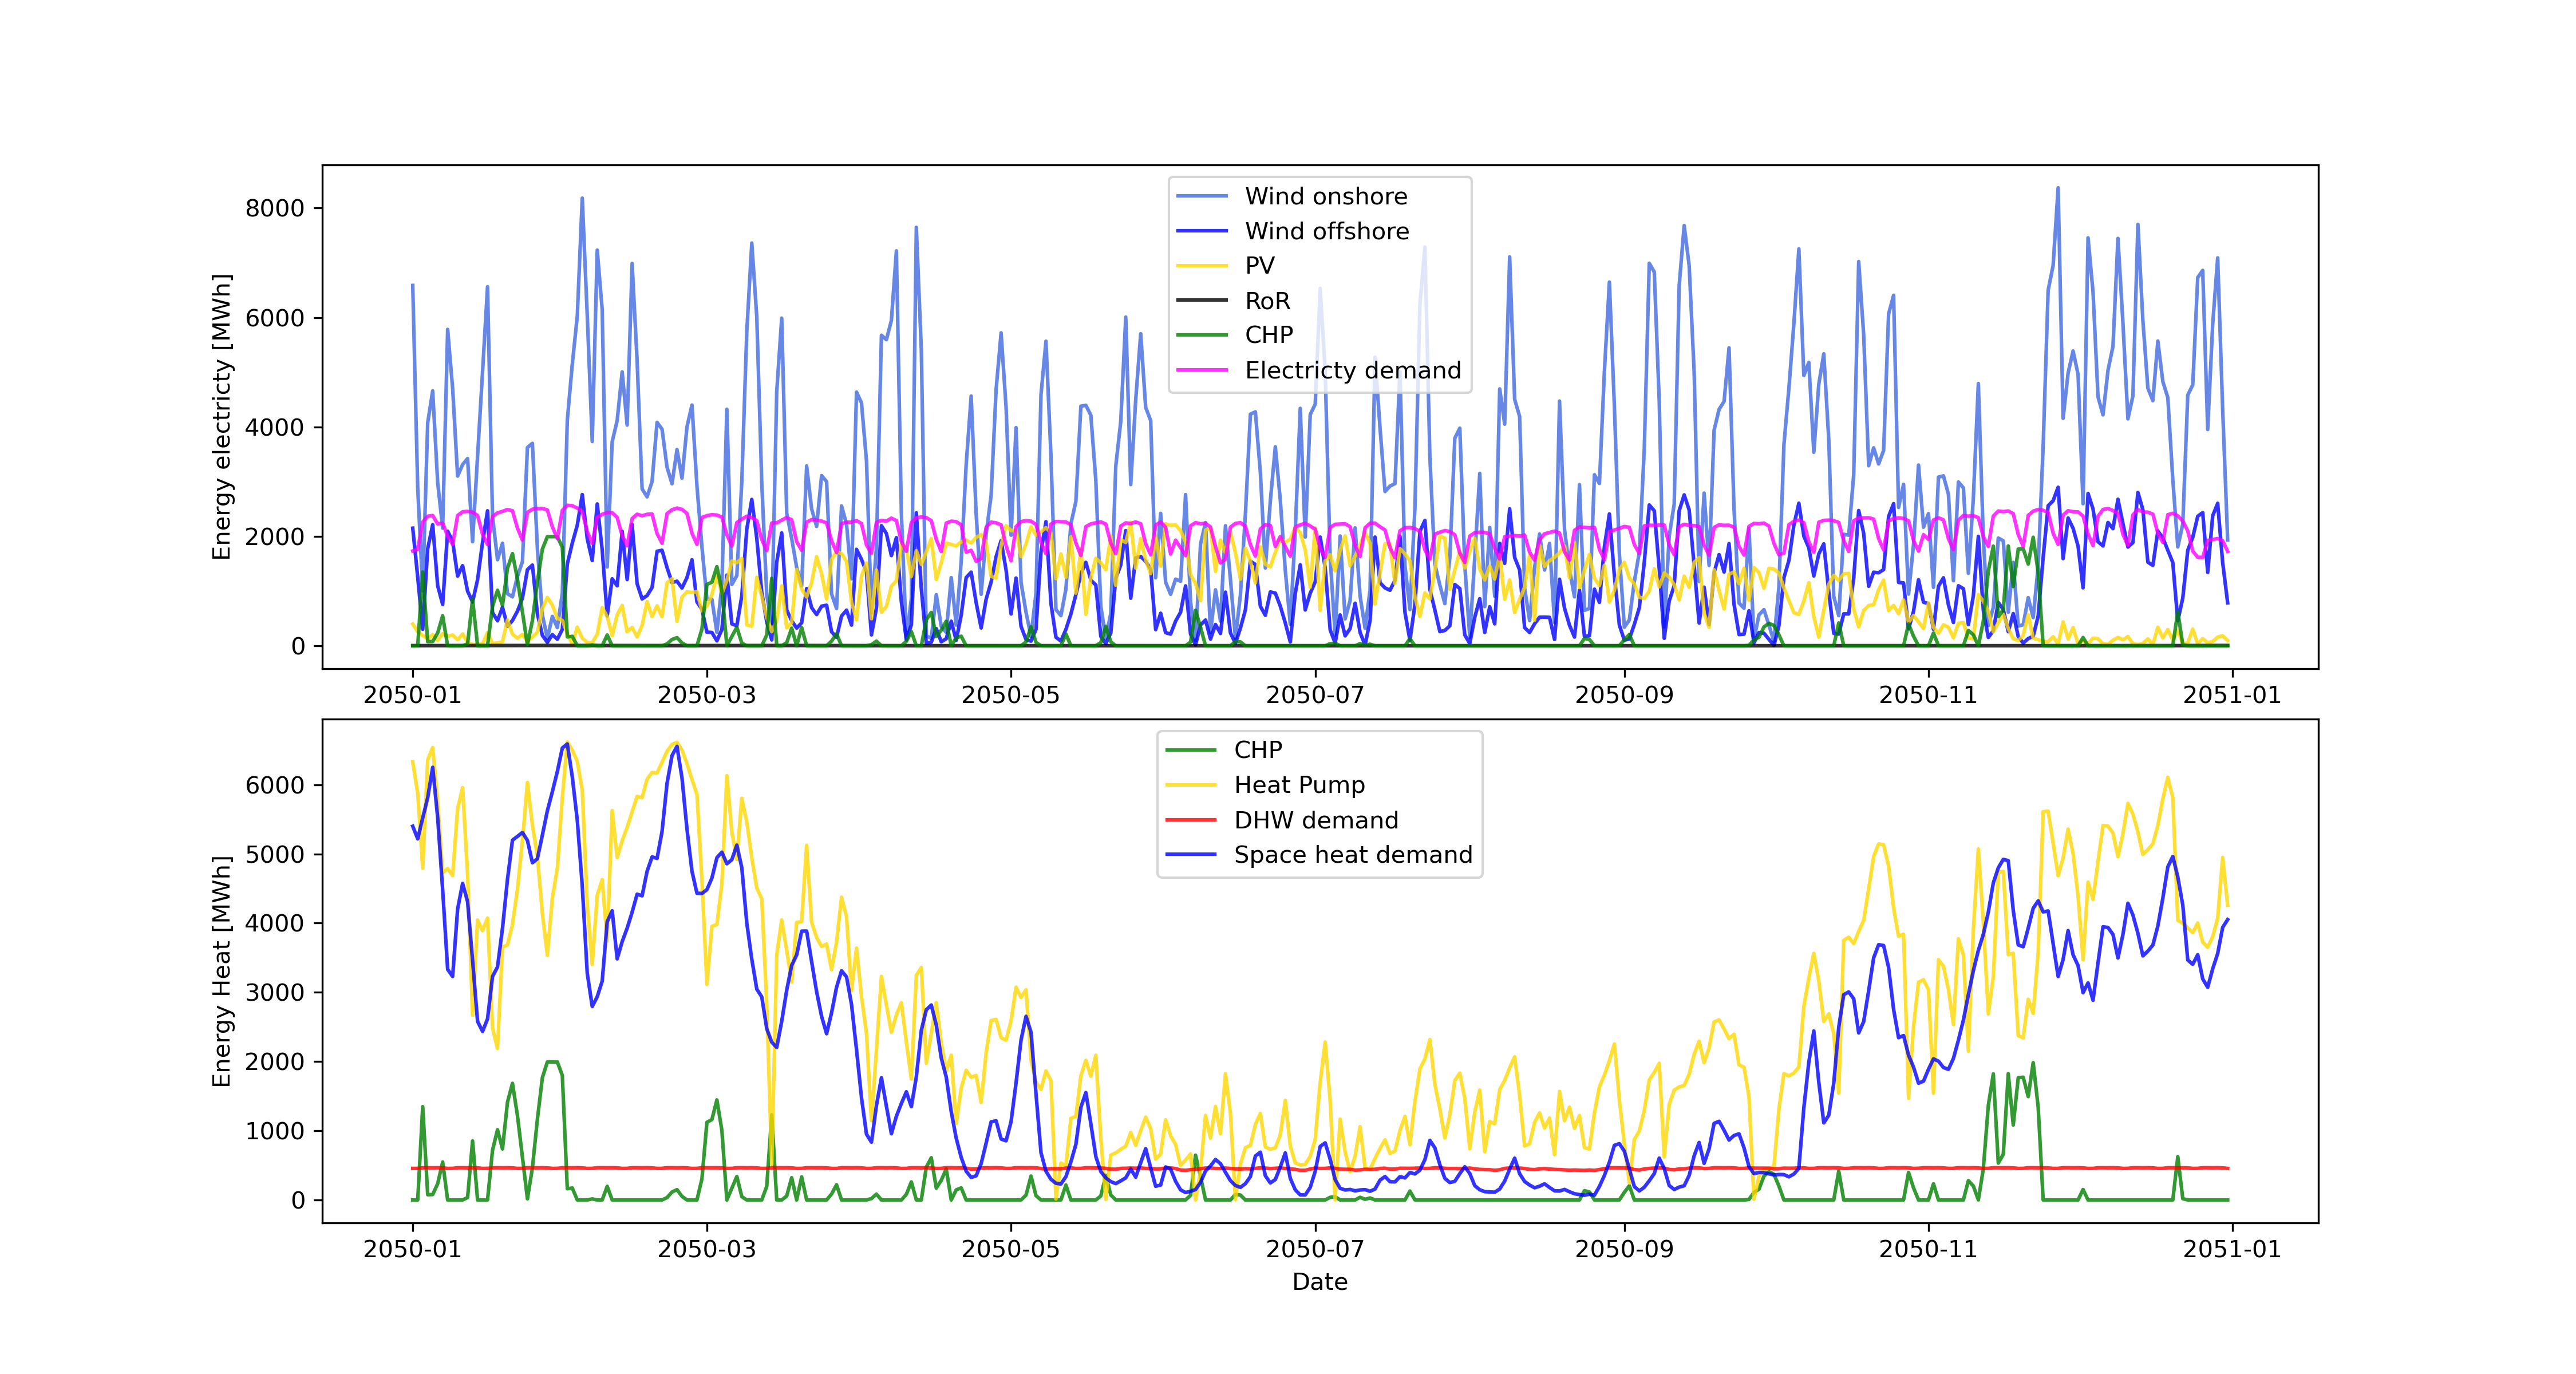 Energy electricty [MWh]
8000
6000
4000
2000
0
Wind onshore
Wind offshore
PV
RoR
CHP
Electricty demand
2050-01 2050-03 2050-05 2050-07 2050-09 2050-11 2051-01
Energy Heat [MWh]
6000
5000
4000
3000
2000
1000
0
CHP
Heat Pump
DHW demand
Space heat demand
2050-01 2050-03 2050-05 2050-07 2050-09 2050-11 2051-01
Date